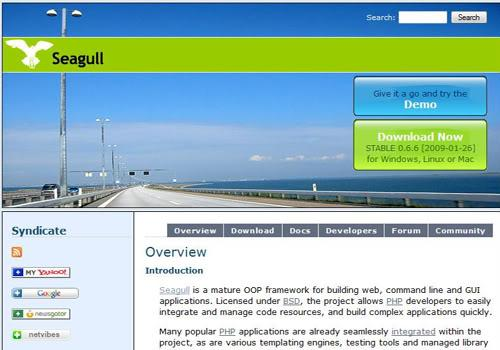 Search: Search
Seagull
Give it a go and try the
Demo
Download Now
STABLE 0.6.6 [2009-01-26]
for Windows, Linux or Mac
Syndicate
MY YAHOO!
Google
newsgator
netvibes
Overview Download Docs Developers Forum Community
Overview
Introduction
Seagull is a mature OOP framework for building web, command line and GUI
applications. Licensed under BSD, the project allows PHP developers to easily
integrate and manage code resources, and build complex applications quickly.
Many popular PHP applications are already seamlessly integrated within the
project, as are various templating engines, testing tools and managed library